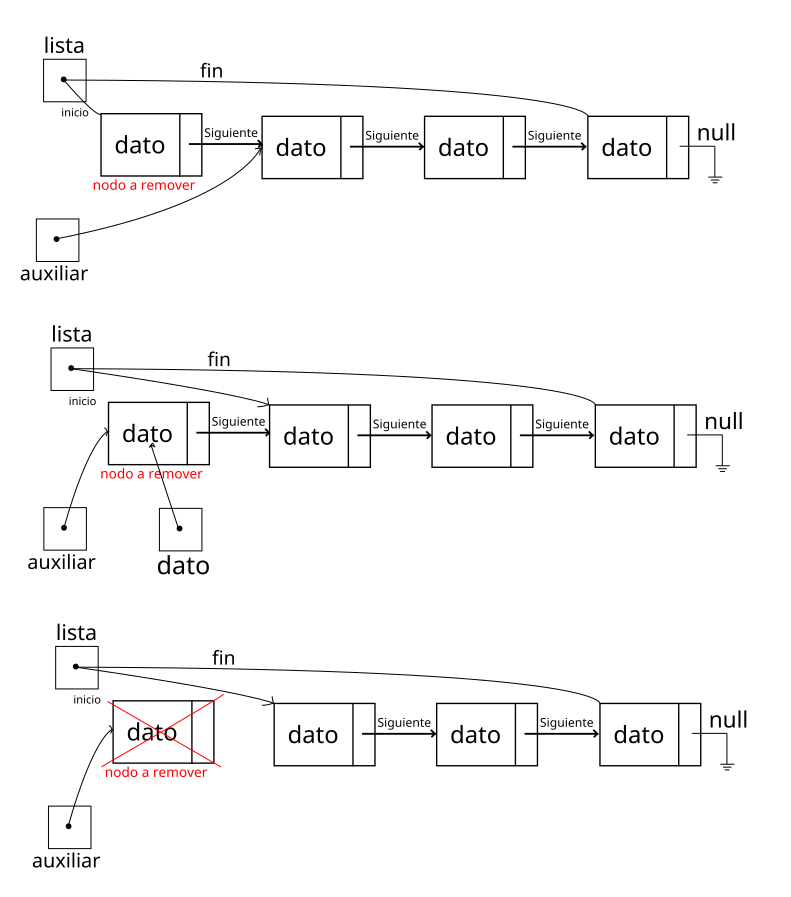 lista
fin
inicio
dato
Siguiente
dato
Siguiente
dato
Siguiente
dato
null
nodo a remover
auxiliar
lista
fin
inicio
dato
Siguiente
dato
Siguiente
dato
Siguiente
dato
null
nodo a remover
auxiliar
dato
lista
fin
inicio
dato
dato
Siguiente
dato
Siguiente
dato
null
nodo a remover
auxiliar